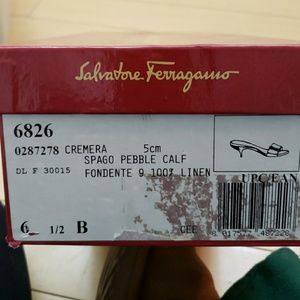 Salvatore Ferragamo
6826
0287278 CREMERA 5cm
SPAGO PEBBLE CALF
DL F 30015 FONDENTE 9 100% LINEN
UPC/EAN
6 1/2 B CEE